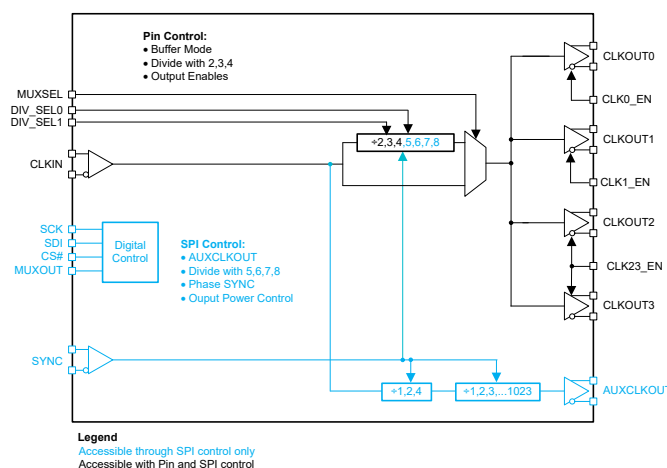 Pin Control:
• Buffer Mode
• Divide with 2,3,4
• Output Enables
MUXSEL
DIV_SEL0
DIV_SEL1
CLKIN
÷2,3,4,5,6,7,8
CLKOUT0
CLK0_EN
CLKOUT1
CLK1_EN
CLKOUT2
CLK23_EN
CLKOUT3
SCK
SDI
CS#
MUXOUT
Digital
Control
SPI Control:
• AUXCLKOUT
• Divide with 5,6,7,8
• Phase SYNC
• Ouput Power Control
SYNC
÷1,2,4
÷1,2,3,...1023
AUXCLKOUT
Legend
Accessible through SPI control only
Accessible with Pin and SPI control